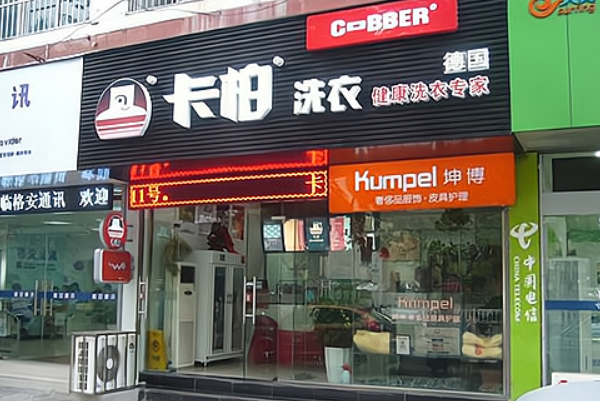 COBBER
卡柏 洗衣
德国
健康洗衣专家
讯
Kumpel 坤博
奢侈品服饰·皮具护理
11号. 卡
临格安通讯 欢迎
中国电信
CHINA TELECOM
Kumpel